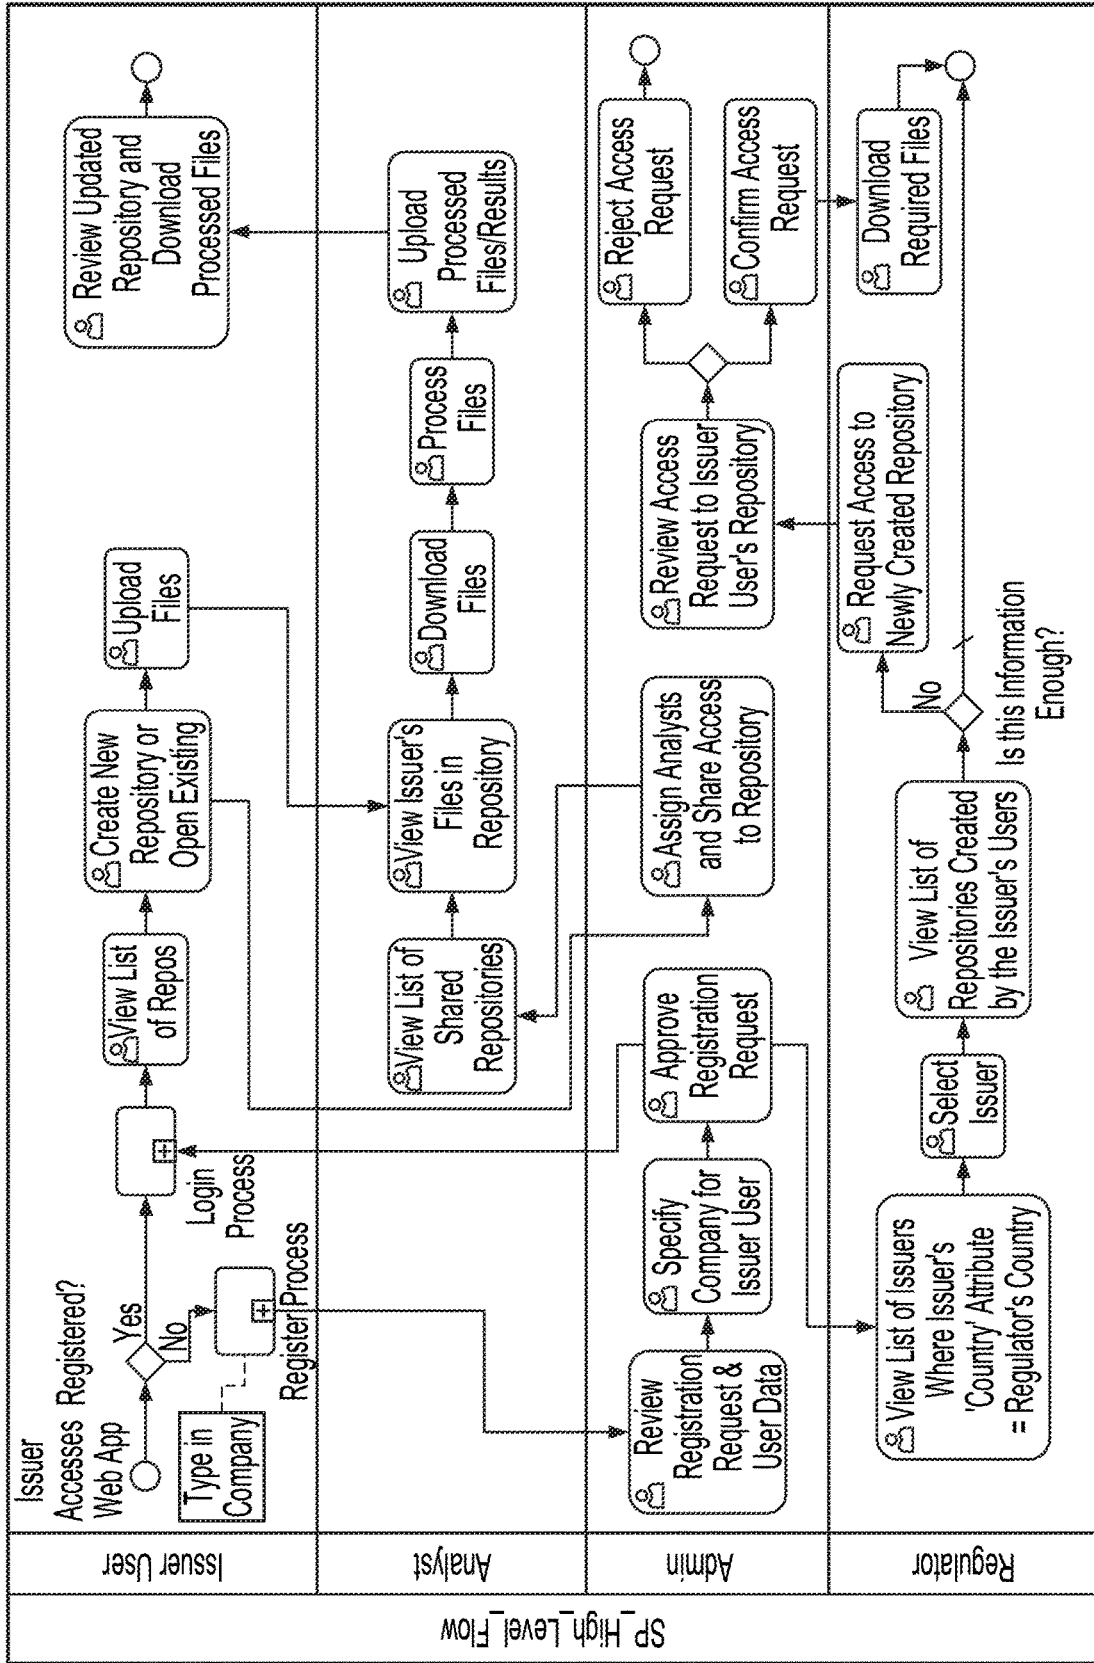 SP_High_Level_Flow
Issuer User
Issuer
Accesses
Web App
Registered?
Yes
No
Type in
Company
Register Process
Login
Process
View List
of Repos
Create New
Repository or
Open Existing
Upload
Files
Review Updated
Repository and
Download
Processed Files
Analyst
View List of
Shared
Repositories
View Issuer's
Files in
Repository
Download
Files
Process
Files
Upload
Processed
Files/Results
Admin
Review
Registration
Request &
User Data
Specify
Company for
Issuer User
Approve
Registration
Request
Assign Analysts
and Share Access
to Repository
Review Access
Request to Issuer
User's Repository
Reject Access
Request
Confirm Access
Request
Regulator
View List of Issuers
Where Issuer's
'Country' Attribute
= Regulator's Country
Select
Issuer
View List of
Repositories Created
by the Issuer's Users
No
Is this Information
Enough?
Request Access to
Newly Created Repository
Download
Required Files